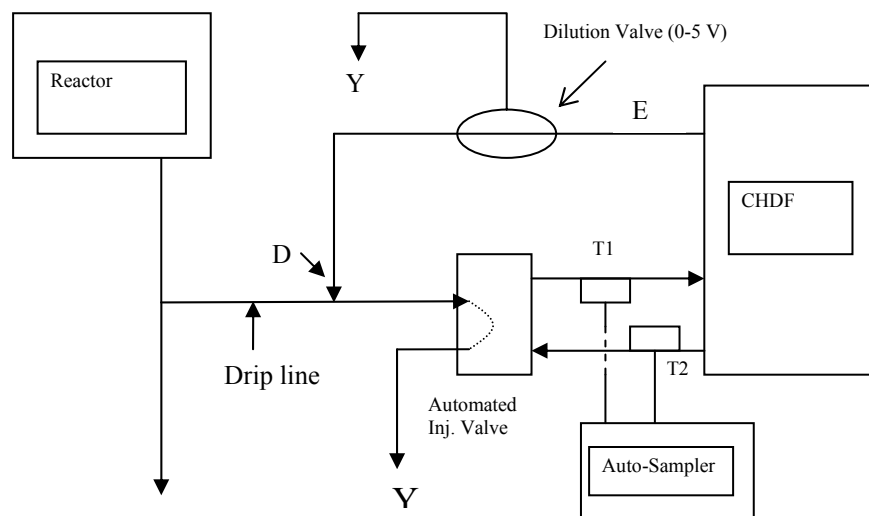 Dilution Valve (0-5 V)
Reactor
Y
E
CHDF
D
T1
Drip line
T2
Automated
Inj. Valve
Auto-Sampler
Y